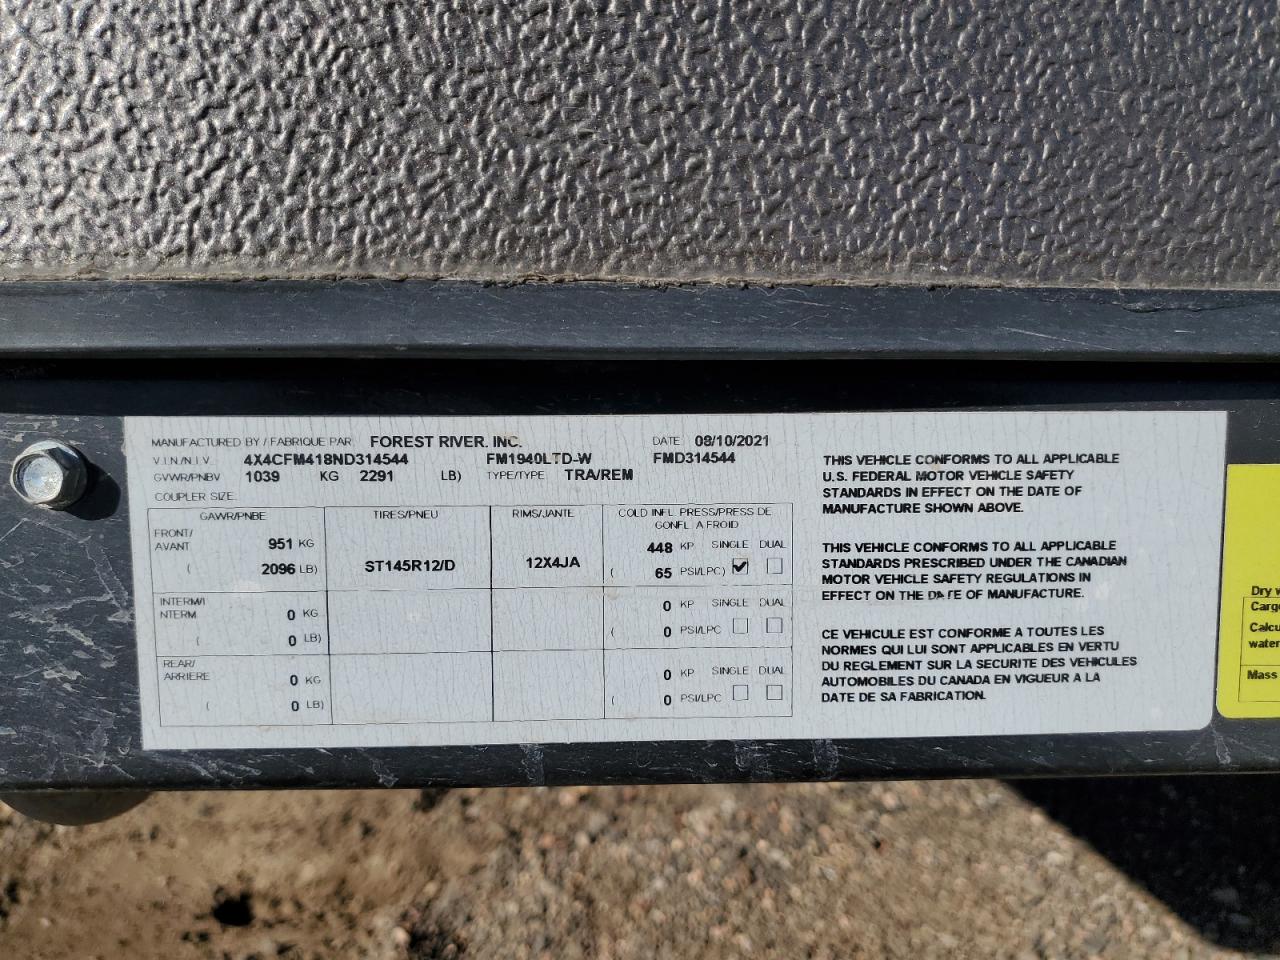 MANUFACTURED BY / FABRIQUE PAR FOREST RIVER, INC. DATE 08/10/2021
V.I.N./N.I.V. 4X4CFM418ND314544 FM1940LTD-W FMD314544
GVWR/PNBV 1039 KG 2291 LB) TYPE/TYPE TRA/REM
COUPLER SIZE
GAWR/PNBE TIRES/PNEU RIMS/JANTE COLD INFL PRESS/PRESS DE
GONFL A FROID
FRONT/
AVANT 951 KG 448 KP SINGLE DUAL
( 2096 LB) ST145R12/D 12X4JA ( 65 PSI/LPC)
INTERM/I
NTERM 0 KG 0 KP SINGLE DUAL
( 0 LB) ( 0 PSI/LPC
REAR/
ARRIERE 0 KG 0 KP SINGLE DUAL
( 0 LB) ( 0 PSI/LPC
THIS VEHICLE CONFORMS TO ALL APPLICABLE
U.S. FEDERAL MOTOR VEHICLE SAFETY
STANDARDS IN EFFECT ON THE DATE OF
MANUFACTURE SHOWN ABOVE.
THIS VEHICLE CONFORMS TO ALL APPLICABLE
STANDARDS PRESCRIBED UNDER THE CANADIAN
MOTOR VEHICLE SAFETY REGULATIONS IN
EFFECT ON THE DATE OF MANUFACTURE.
CE VEHICULE EST CONFORME A TOUTES LES
NORMES QUI LUI SONT APPLICABLES EN VERTU
DU REGLEMENT SUR LA SECURITE DES VEHICULES
AUTOMOBILES DU CANADA EN VIGUEUR A LA
DATE DE SA FABRICATION.
Dry
water
Mass